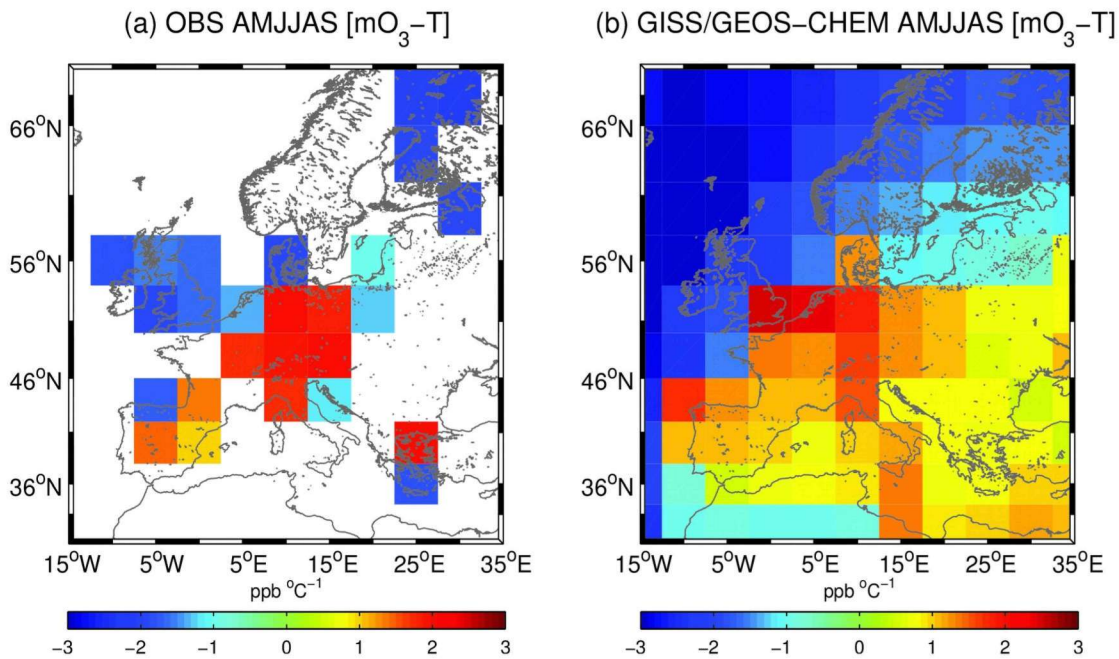 (a) OBS AMJJAS [mO₃−T]
(b) GISS/GEOS−CHEM AMJJAS [mO₃−T]
66°N
56°N
46°N
36°N
15°W 5°W 5°E 15°E 25°E 35°E
ppb °C⁻¹
−3 −2 −1 0 1 2 3
66°N
56°N
46°N
36°N
15°W 5°W 5°E 15°E 25°E 35°E
ppb °C⁻¹
−3 −2 −1 0 1 2 3